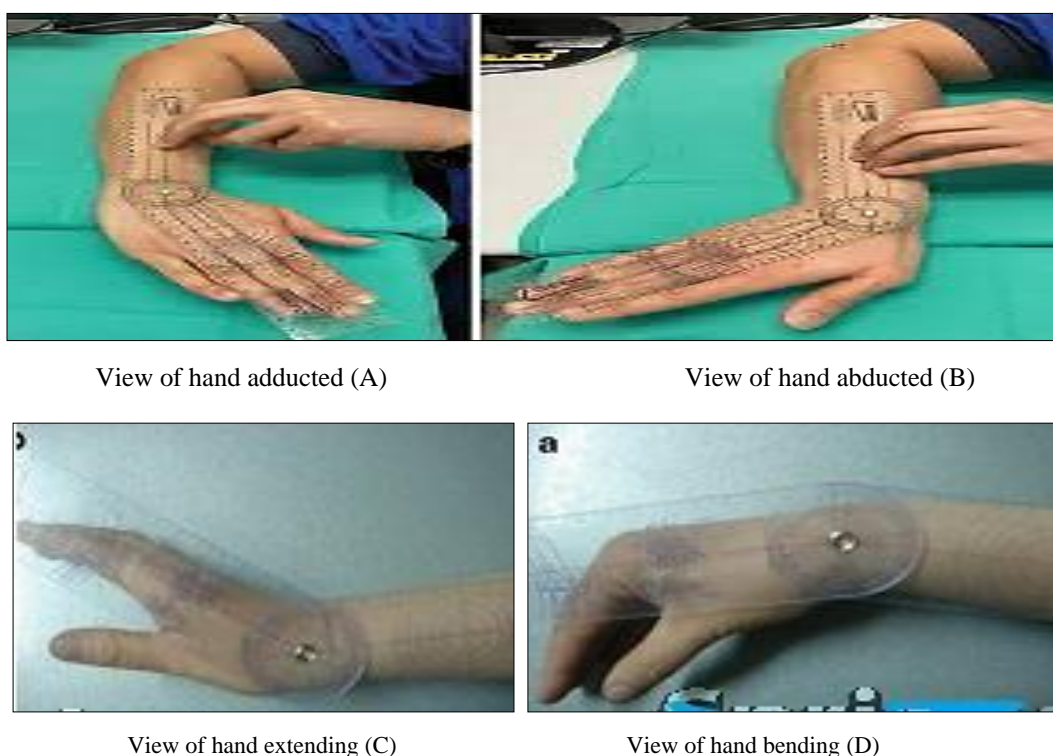 View of hand adducted (A)
View of hand abducted (B)
a
View of hand extending (C)
View of hand bending (D)